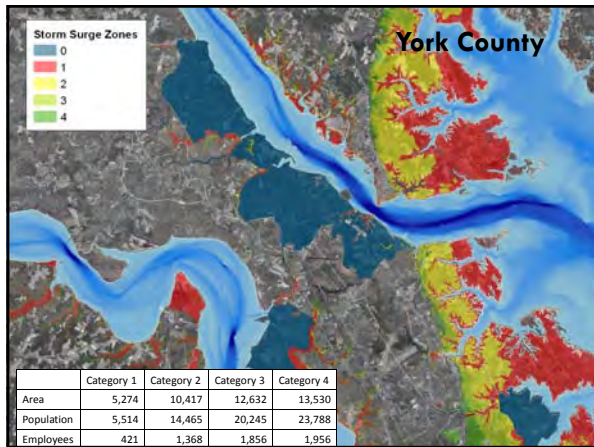 York County
Storm Surge Zones
0
1
2
3
4
Category 1 Category 2 Category 3 Category 4
Area 5,274 10,417 12,632 13,530
Population 5,514 14,465 20,245 23,788
Employees 421 1,368 1,856 1,956